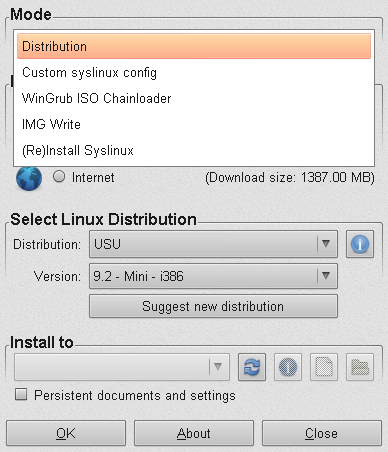 Mode
Distribution
Custom syslinux config
WinGrub ISO Chainloader
IMG Write
(Re)Install Syslinux
Internet (Download size: 1387.00 MB)
Select Linux Distribution
Distribution: USU
Version: 9.2 - Mini - i386
Suggest new distribution
Install to
Persistent documents and settings
OK About Close